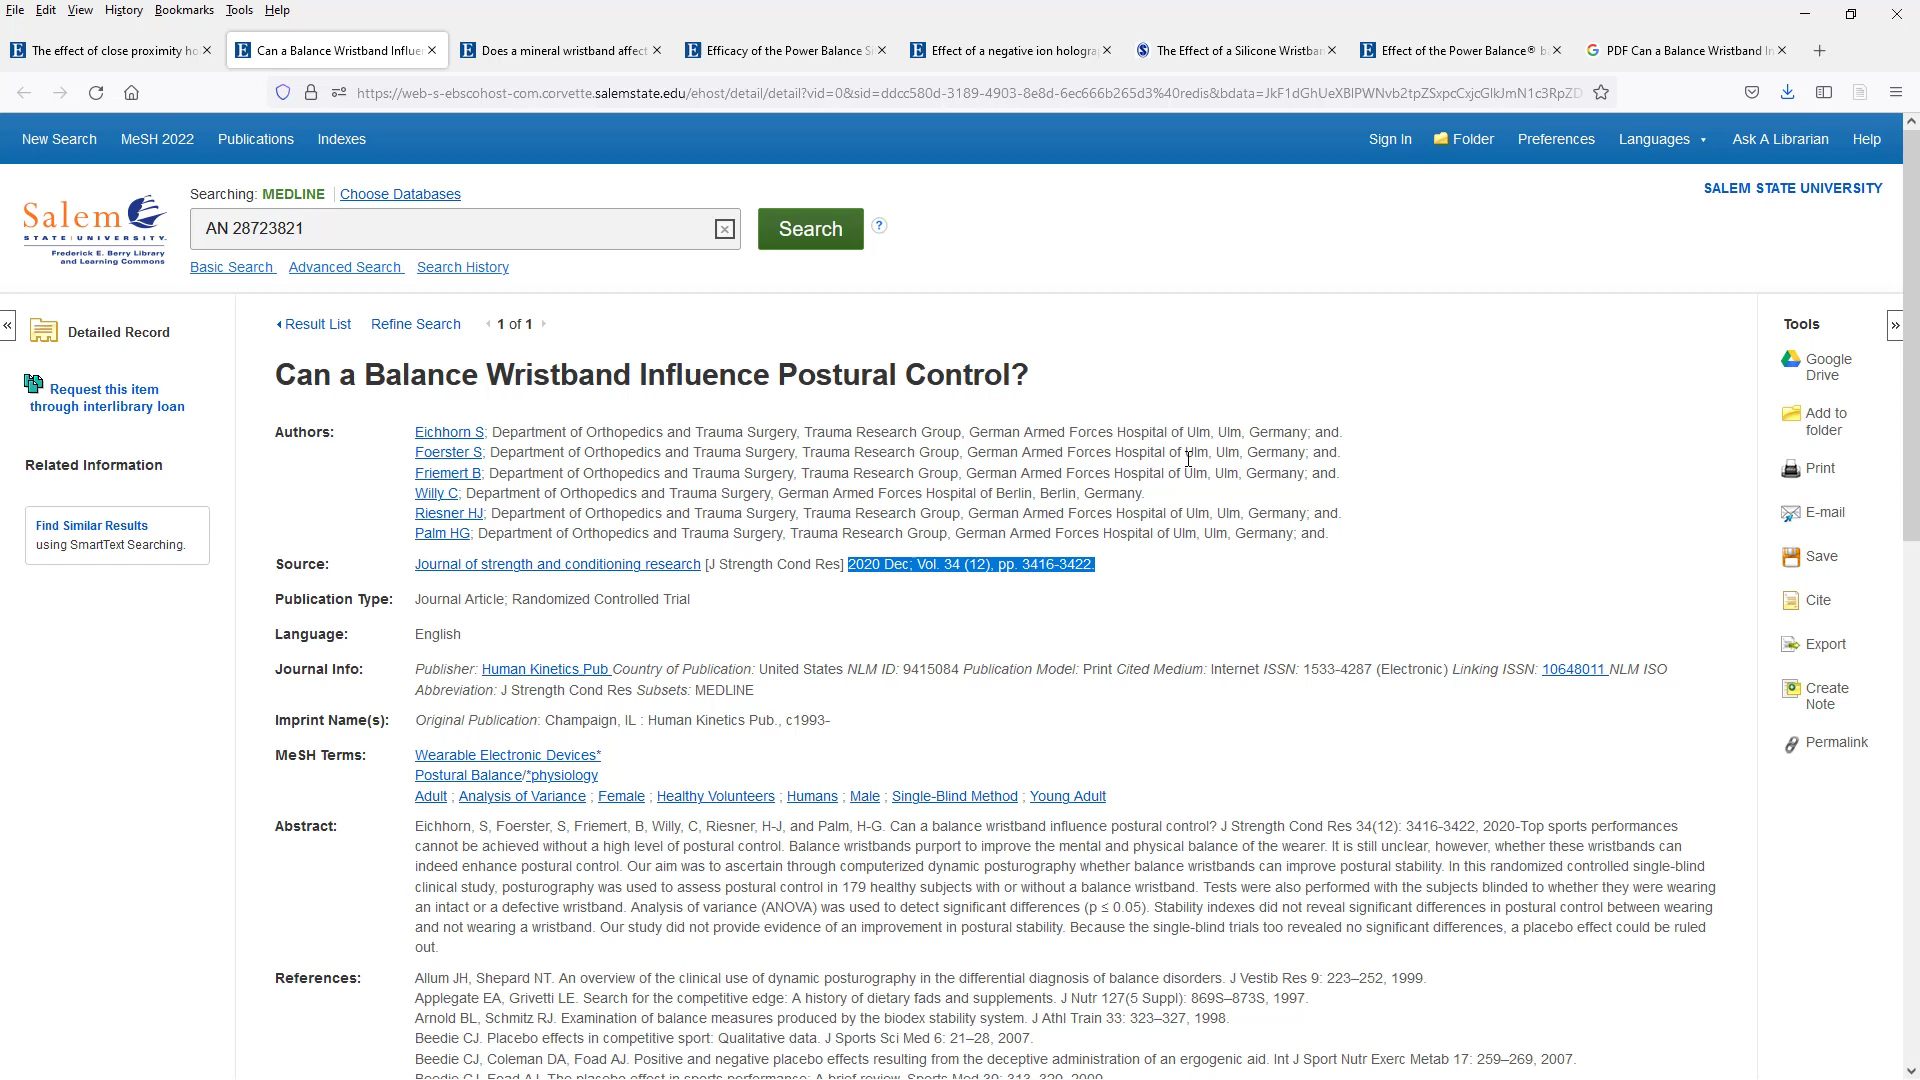 File Edit View History Bookmarks Tools Help
The effect of close proximity ho
Can a Balance Wristband Influe
Does a mineral wristband affect
Efficacy of the Power Balance Si
Effect of a negative ion hologra
The Effect of a Silicone Wristban
Effect of the Power Balance® b
PDF Can a Balance Wristband In
https://web-s-ebscohost-com.corvette.salemstate.edu/ehost/detail/detail?vid=0&sid=ddcc580d-3189-4903-8e8d-6ec666b265d3%40redis&bdata=JkF1dGhUeXBlPWNvb2tpZSxpcCxjcGlkJmN1c3RpZD
New Search MeSH 2022 Publications Indexes Sign In Folder Preferences Languages Ask A Librarian Help
Searching: MEDLINE Choose Databases
SALEM STATE UNIVERSITY
Salem
STATE UNIVERSITY
Frederick E. Berry Library
and Learning Commons
AN 28723821
Search
?
Basic Search Advanced Search Search History
« Detailed Record
Request this item
through interlibrary loan
Related Information
Find Similar Results
using SmartText Searching.
Result List Refine Search 1 of 1
Can a Balance Wristband Influence Postural Control?
Authors: Eichhorn S; Department of Orthopedics and Trauma Surgery, Trauma Research Group, German Armed Forces Hospital of Ulm, Ulm, Germany; and.
Foerster S; Department of Orthopedics and Trauma Surgery, Trauma Research Group, German Armed Forces Hospital of Ulm, Ulm, Germany; and.
Friemert B; Department of Orthopedics and Trauma Surgery, Trauma Research Group, German Armed Forces Hospital of Ulm, Ulm, Germany; and.
Willy C; Department of Orthopedics and Trauma Surgery, German Armed Forces Hospital of Berlin, Berlin, Germany.
Riesner HJ; Department of Orthopedics and Trauma Surgery, Trauma Research Group, German Armed Forces Hospital of Ulm, Ulm, Germany; and.
Palm HG; Department of Orthopedics and Trauma Surgery, Trauma Research Group, German Armed Forces Hospital of Ulm, Ulm, Germany; and.
Source: Journal of strength and conditioning research [J Strength Cond Res] 2020 Dec; Vol. 34 (12), pp. 3416-3422.
Publication Type: Journal Article; Randomized Controlled Trial
Language: English
Journal Info: Publisher: Human Kinetics Pub Country of Publication: United States NLM ID: 9415084 Publication Model: Print Cited Medium: Internet ISSN: 1533-4287 (Electronic) Linking ISSN: 10648011 NLM ISO
Abbreviation: J Strength Cond Res Subsets: MEDLINE
Imprint Name(s): Original Publication: Champaign, IL : Human Kinetics Pub., c1993-
MeSH Terms: Wearable Electronic Devices*
Postural Balance/*physiology
Adult ; Analysis of Variance ; Female ; Healthy Volunteers ; Humans ; Male ; Single-Blind Method ; Young Adult
Abstract: Eichhorn, S, Foerster, S, Friemert, B, Willy, C, Riesner, H-J, and Palm, H-G. Can a balance wristband influence postural control? J Strength Cond Res 34(12): 3416-3422, 2020-Top sports performances
cannot be achieved without a high level of postural control. Balance wristbands purport to improve the mental and physical balance of the wearer. It is still unclear, however, whether these wristbands can
indeed enhance postural control. Our aim was to ascertain through computerized dynamic posturography whether balance wristbands can improve postural stability. In this randomized controlled single-blind
clinical study, posturography was used to assess postural control in 179 healthy subjects with or without a balance wristband. Tests were also performed with the subjects blinded to whether they were wearing
an intact or a defective wristband. Analysis of variance (ANOVA) was used to detect significant differences (p ≤ 0.05). Stability indexes did not reveal significant differences in postural control between wearing
and not wearing a wristband. Our study did not provide evidence of an improvement in postural stability. Because the single-blind trials too revealed no significant differences, a placebo effect could be ruled
out.
References: Allum JH, Shepard NT. An overview of the clinical use of dynamic posturography in the differential diagnosis of balance disorders. J Vestib Res 9: 223–252, 1999.
Applegate EA, Grivetti LE. Search for the competitive edge: A history of dietary fads and supplements. J Nutr 127(5 Suppl): 869S–873S, 1997.
Arnold BL, Schmitz RJ. Examination of balance measures produced by the biodex stability system. J Athl Train 33: 323–327, 1998.
Beedie CJ. Placebo effects in competitive sport: Qualitative data. J Sports Sci Med 6: 21–28, 2007.
Beedie CJ, Coleman DA, Foad AJ. Positive and negative placebo effects resulting from the deceptive administration of an ergogenic aid. Int J Sport Nutr Exerc Metab 17: 259–269, 2007.
Beedie CJ, Foad AJ. The placebo effect in sports performance: A brief review. Sports Med 39: 313–329, 2009.
Tools »
Google
Drive
Add to
folder
Print
E-mail
Save
Cite
Export
Create
Note
Permalink